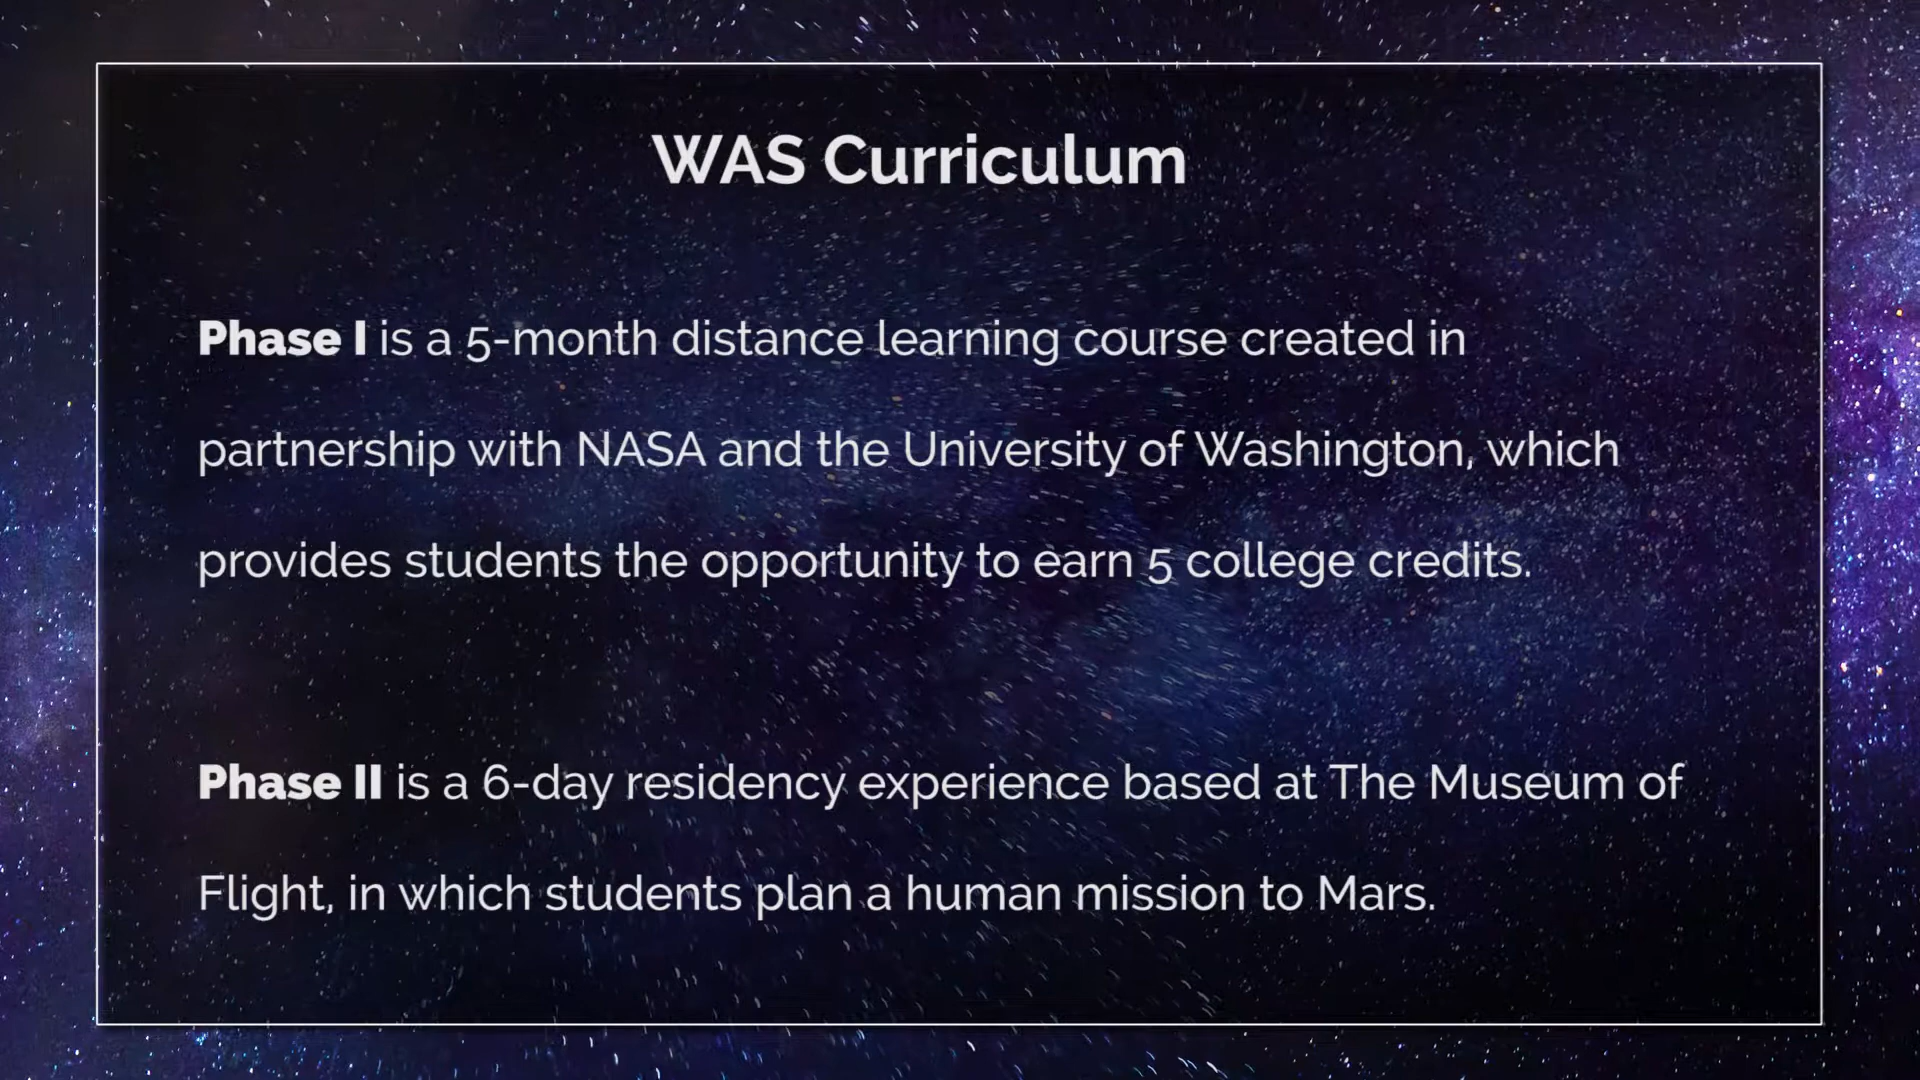 WAS Curriculum
Phase I is a 5-month distance learning course created in
partnership with NASA and the University of Washington, which
provides students the opportunity to earn 5 college credits.
Phase II is a 6-day residency experience based at The Museum of
Flight, in which students plan a human mission to Mars.